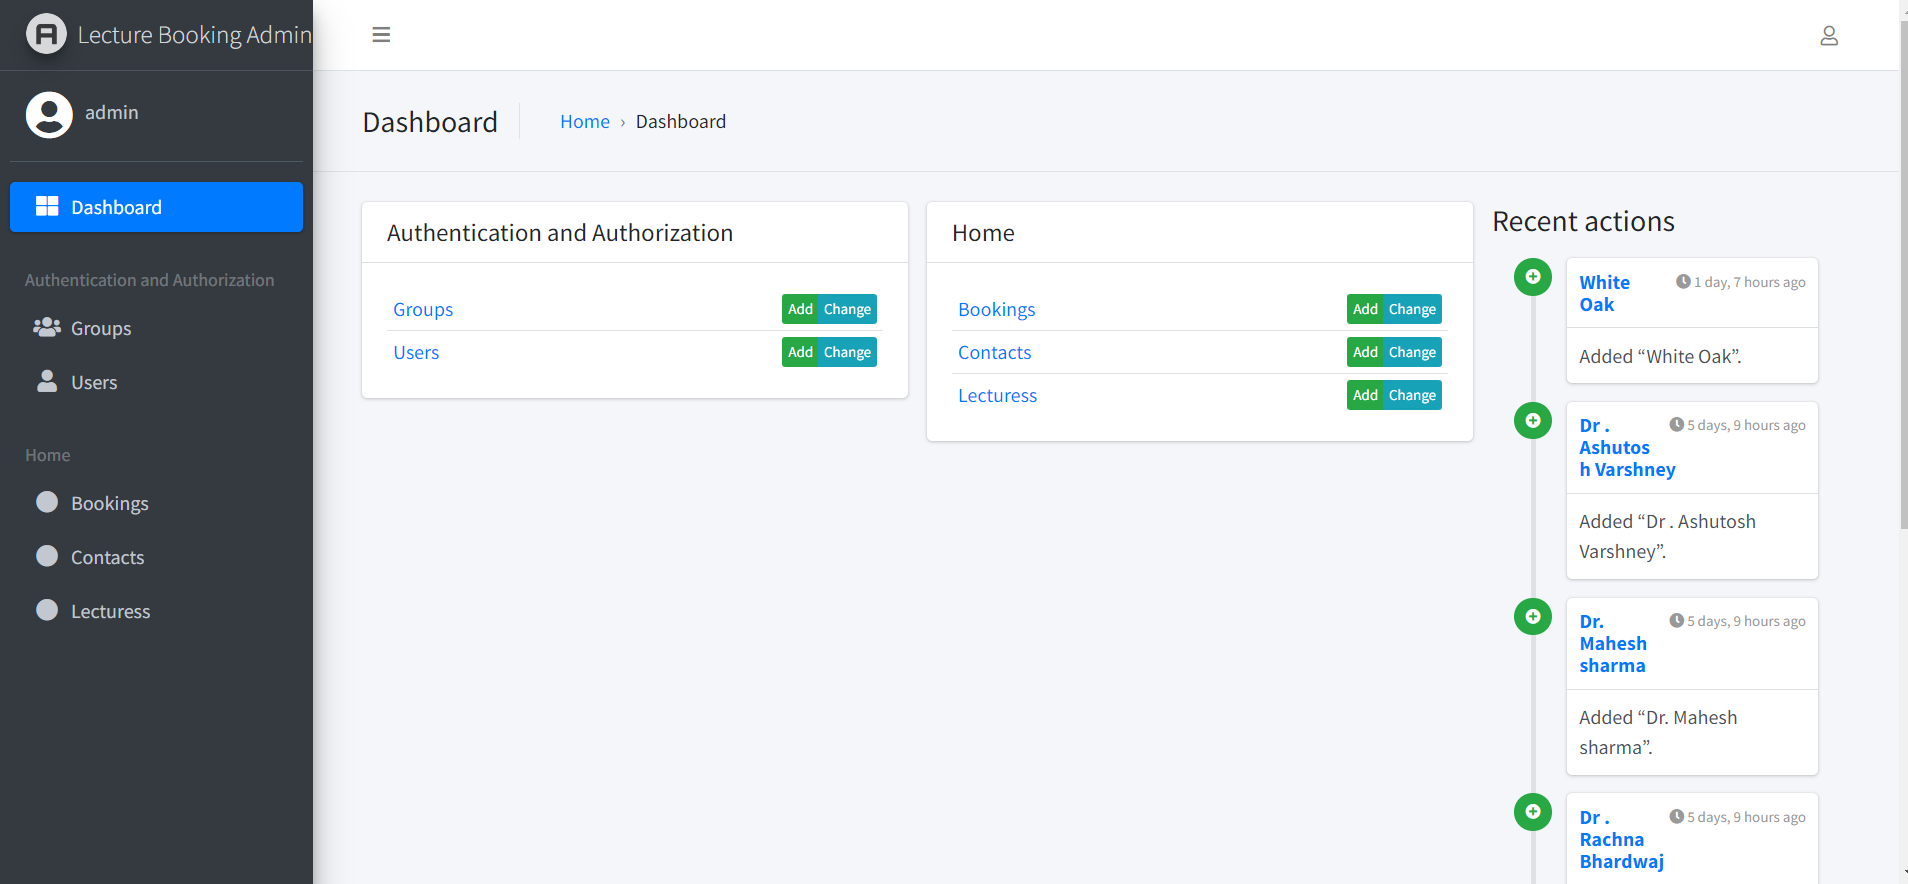 Lecture Booking Admin
admin
Dashboard
Authentication and Authorization
Groups
Users
Home
Bookings
Contacts
Lecturess
Dashboard
Home › Dashboard
Authentication and Authorization
Groups Add Change
Users Add Change
Home
Bookings Add Change
Contacts Add Change
Lecturess Add Change
Recent actions
White 1 day, 7 hours ago
Oak
Added “White Oak”.
Dr . 5 days, 9 hours ago
Ashutos
h Varshney
Added “Dr . Ashutosh
Varshney”.
Dr. 5 days, 9 hours ago
Mahesh
sharma
Added “Dr. Mahesh
sharma”.
Dr . 5 days, 9 hours ago
Rachna
Bhardwaj